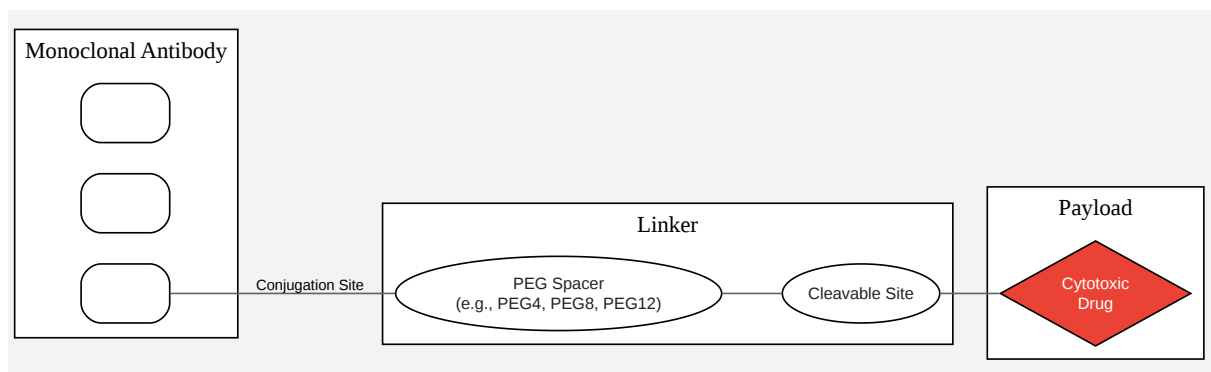 Monoclonal Antibody
Conjugation Site
Linker
PEG Spacer
(e.g., PEG4, PEG8, PEG12)
Cleavable Site
Payload
Cytotoxic
Drug